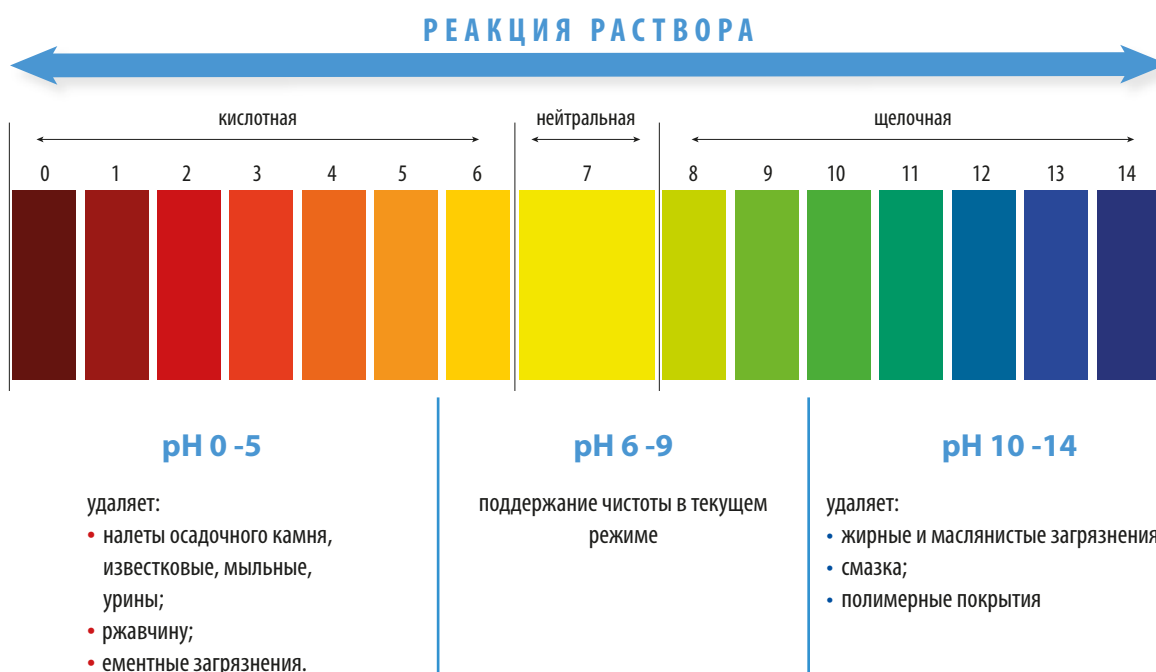 РЕАКЦИЯ РАСТВОРА
кислотная нейтральная щелочная
0 1 2 3 4 5 6 7 8 9 10 11 12 13 14
pH 0 -5
удаляет:
• налеты осадочного камня,
известковые, мыльные,
урины;
• ржавчину;
• ементные загрязнения.
pH 6 -9
поддержание чистоты в текущем
режиме
pH 10 -14
удаляет:
• жирные и маслянистые загрязнения
• смазка;
• полимерные покрытия